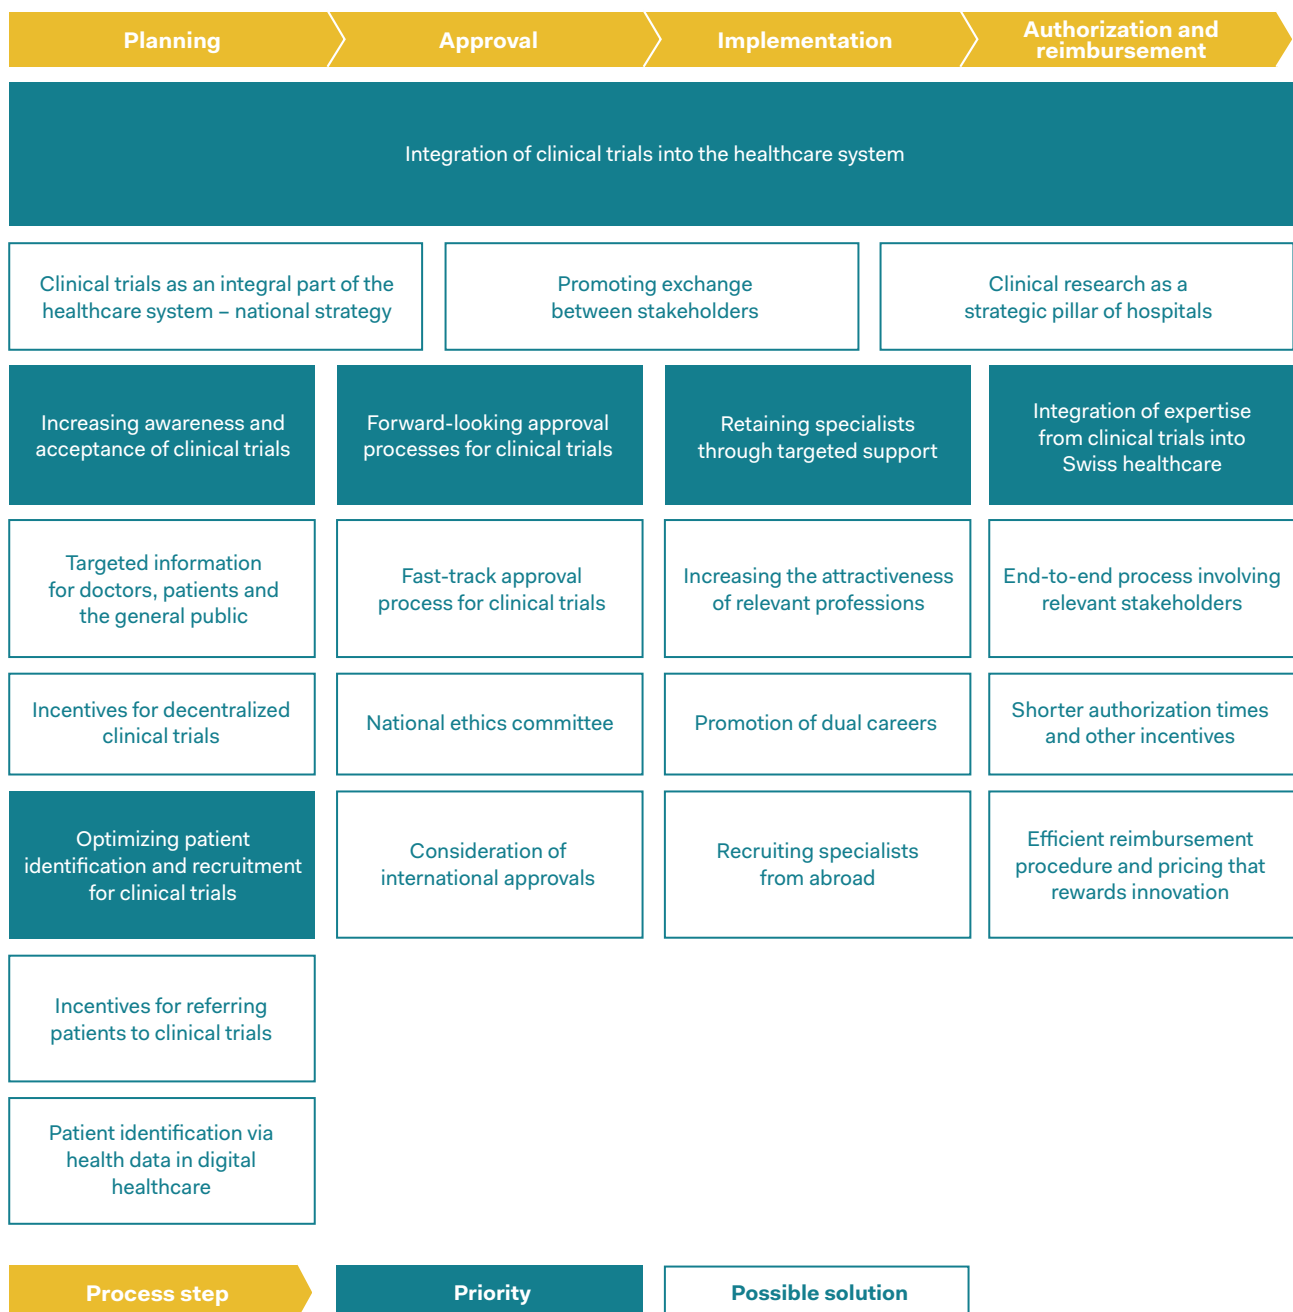 Planning
Approval
Implementation
Authorization and
reimbursement
Integration of clinical trials into the healthcare system
Clinical trials as an integral part of the
healthcare system – national strategy
Promoting exchange
between stakeholders
Clinical research as a
strategic pillar of hospitals
Increasing awareness and
acceptance of clinical trials
Forward-looking approval
processes for clinical trials
Retaining specialists
through targeted support
Integration of expertise
from clinical trials into
Swiss healthcare
Targeted information
for doctors, patients and
the general public
Fast-track approval
process for clinical trials
Increasing the attractiveness
of relevant professions
End-to-end process involving
relevant stakeholders
Incentives for decentralized
clinical trials
National ethics committee
Promotion of dual careers
Shorter authorization times
and other incentives
Optimizing patient
identification and recruitment
for clinical trials
Consideration of
international approvals
Recruiting specialists
from abroad
Efficient reimbursement
procedure and pricing that
rewards innovation
Incentives for referring
patients to clinical trials
Patient identification via
health data in digital
healthcare
Process step
Priority
Possible solution